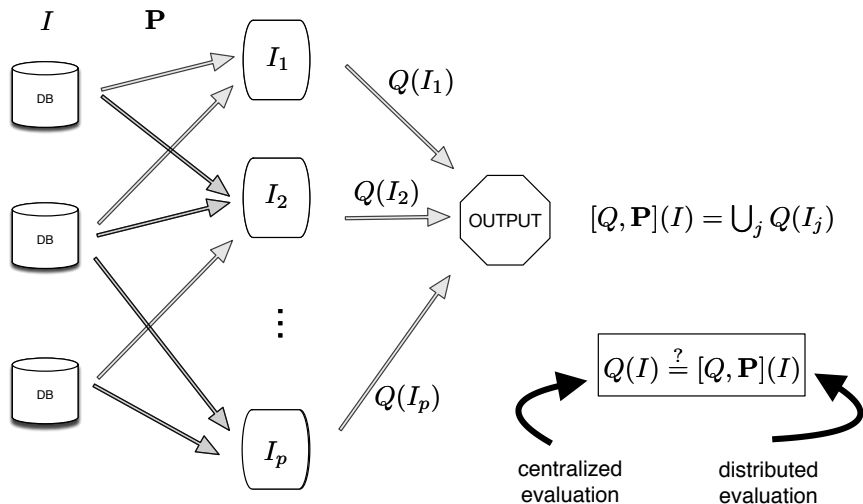 I P
DB
DB
DB
I₁
I₂
⋮
Iₚ
Q(I₁)
Q(I₂)
Q(Iₚ)
OUTPUT
[Q, P](I) = ⋃ⱼ Q(Iⱼ)
Q(I) ≟ [Q, P](I)
centralized
evaluation
distributed
evaluation